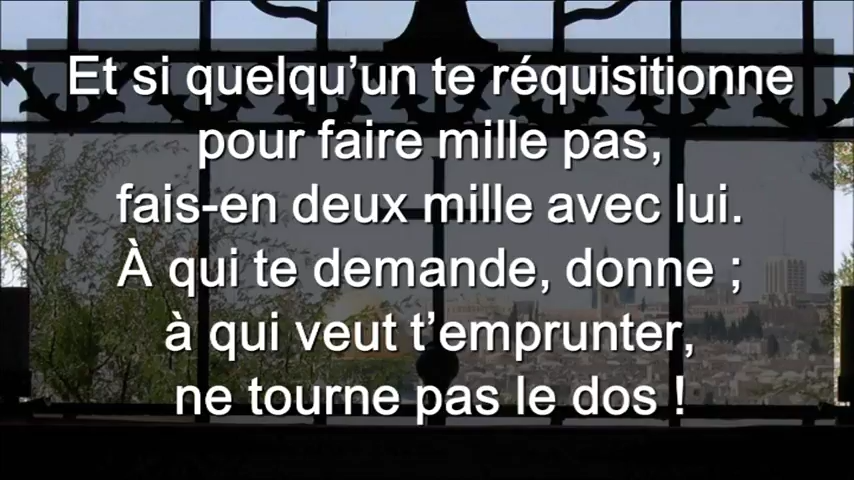 Et si quelqu’un te réquisitionne
pour faire mille pas,
fais-en deux mille avec lui.
À qui te demande, donne ;
à qui veut t’emprunter,
ne tourne pas le dos !